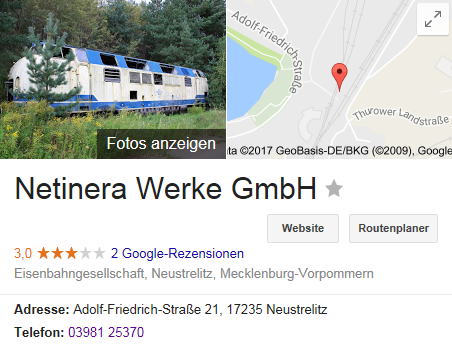 Adolf-Friedrich-Straße
Thurower Landstraße
Fotos anzeigen
ta ©2017 GeoBasis-DE/BKG (©2009), Google
Netinera Werke GmbH
Website
Routenplaner
3,0 2 Google-Rezensionen
Eisenbahngesellschaft, Neustrelitz, Mecklenburg-Vorpommern
Adresse: Adolf-Friedrich-Straße 21, 17235 Neustrelitz
Telefon: 03981 25370